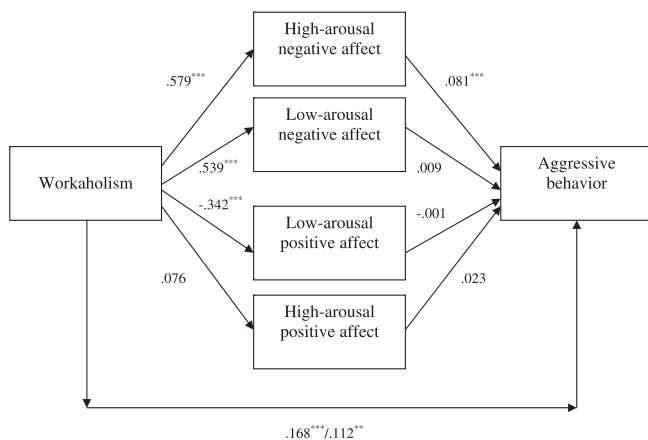 High-arousal
negative affect
.579***
.081***
Low-arousal
negative affect
.539***
.009
Workaholism
Aggressive
behavior
-.342***
-.001
Low-arousal
positive affect
.076
.023
High-arousal
positive affect
.168***/.112**